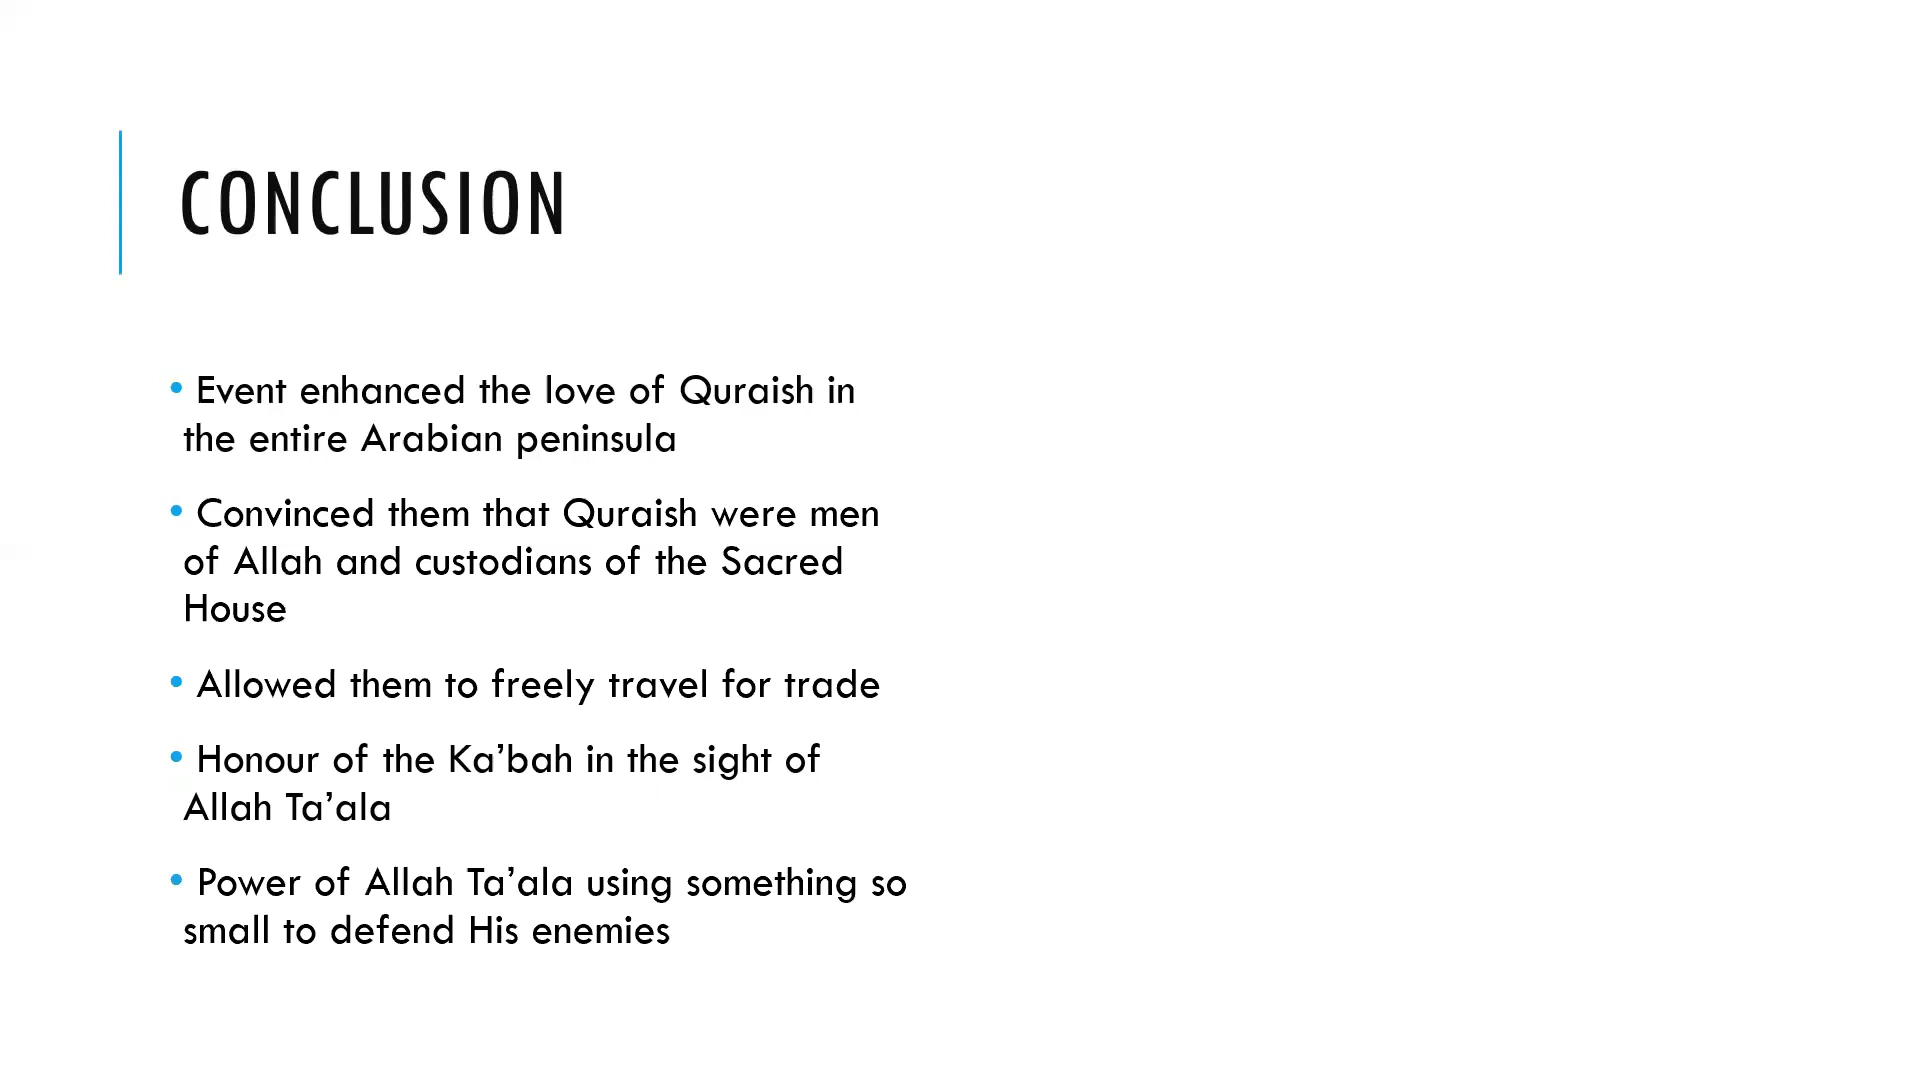 CONCLUSION
• Event enhanced the love of Quraish in
the entire Arabian peninsula
• Convinced them that Quraish were men
of Allah and custodians of the Sacred
House
• Allowed them to freely travel for trade
• Honour of the Ka’bah in the sight of
Allah Ta’ala
• Power of Allah Ta’ala using something so
small to defend His enemies